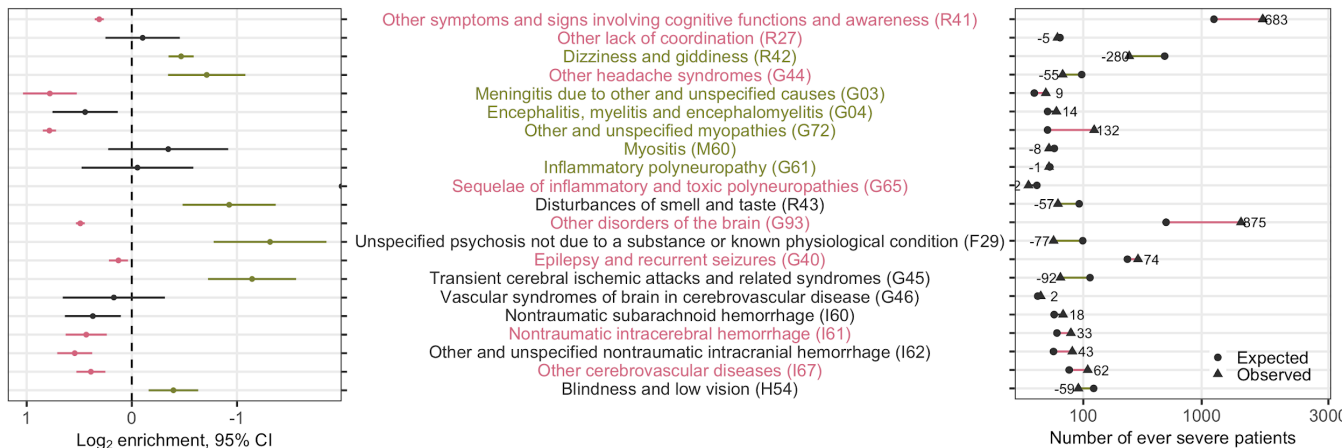 Other symptoms and signs involving cognitive functions and awareness (R41)
683
Other lack of coordination (R27)
-5
Dizziness and giddiness (R42)
-280
Other headache syndromes (G44)
-55
Meningitis due to other and unspecified causes (G03)
9
Encephalitis, myelitis and encephalomyelitis (G04)
14
Other and unspecified myopathies (G72)
132
Myositis (M60)
-8
Inflammatory polyneuropathy (G61)
-1
Sequelae of inflammatory and toxic polyneuropathies (G65)
2
Disturbances of smell and taste (R43)
-57
Other disorders of the brain (G93)
875
Unspecified psychosis not due to a substance or known physiological condition (F29)
-77
Epilepsy and recurrent seizures (G40)
74
Transient cerebral ischemic attacks and related syndromes (G45)
-92
Vascular syndromes of brain in cerebrovascular disease (G46)
2
Nontraumatic subarachnoid hemorrhage (I60)
18
Nontraumatic intracerebral hemorrhage (I61)
33
Other and unspecified nontraumatic intracranial hemorrhage (I62)
43
Other cerebrovascular diseases (I67)
62
Blindness and low vision (H54)
-59
Expected
Observed
1 0 -1
Log2 enrichment, 95% CI
100 1000
Number of ever severe patients